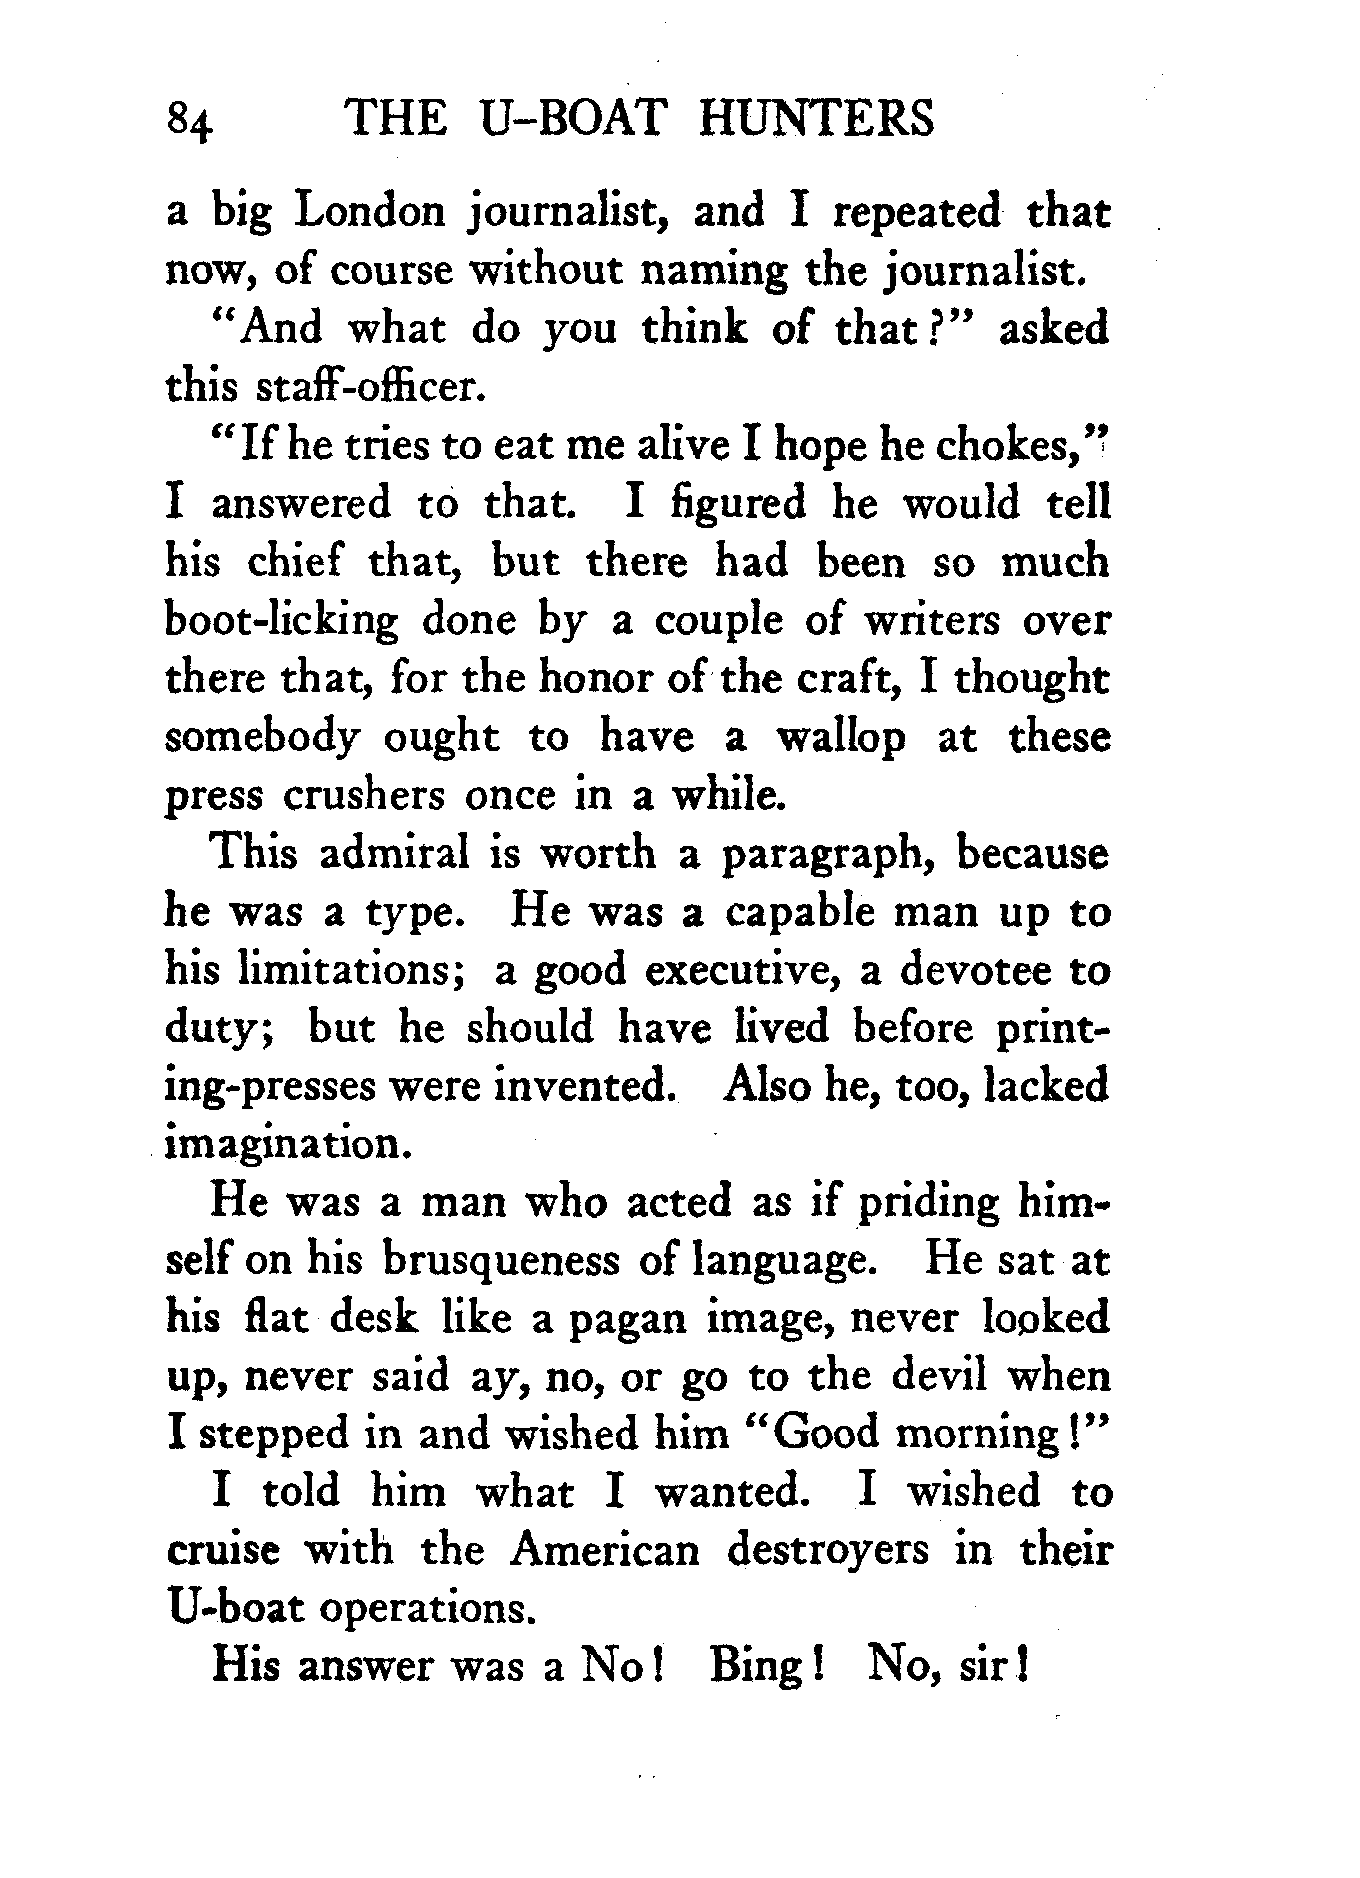 84 THE U-BOAT HUNTERS
a big London journalist, and I repeated that
now, of course without naming the journalist.
"And what do you think of that?" asked
this staff-officer.
"If he tries to eat me alive I hope he chokes,"
I answered to that. I figured he would tell
his chief that, but there had been so much
boot-licking done by a couple of writers over
there that, for the honor of the craft, I thought
somebody ought to have a wallop at these
press crushers once in a while.
This admiral is worth a paragraph, because
he was a type. He was a capable man up to
his limitations; a good executive, a devotee to
duty; but he should have lived before print-
ing-presses were invented. Also he, too, lacked
imagination.
He was a man who acted as if priding him-
self on his brusqueness of language. He sat at
his flat desk like a pagan image, never looked
up, never said ay, no, or go to the devil when
I stepped in and wished him "Good morning!"
I told him what I wanted. I wished to
cruise with the American destroyers in their
U-boat operations.
His answer was a No! Bing! No, sir!